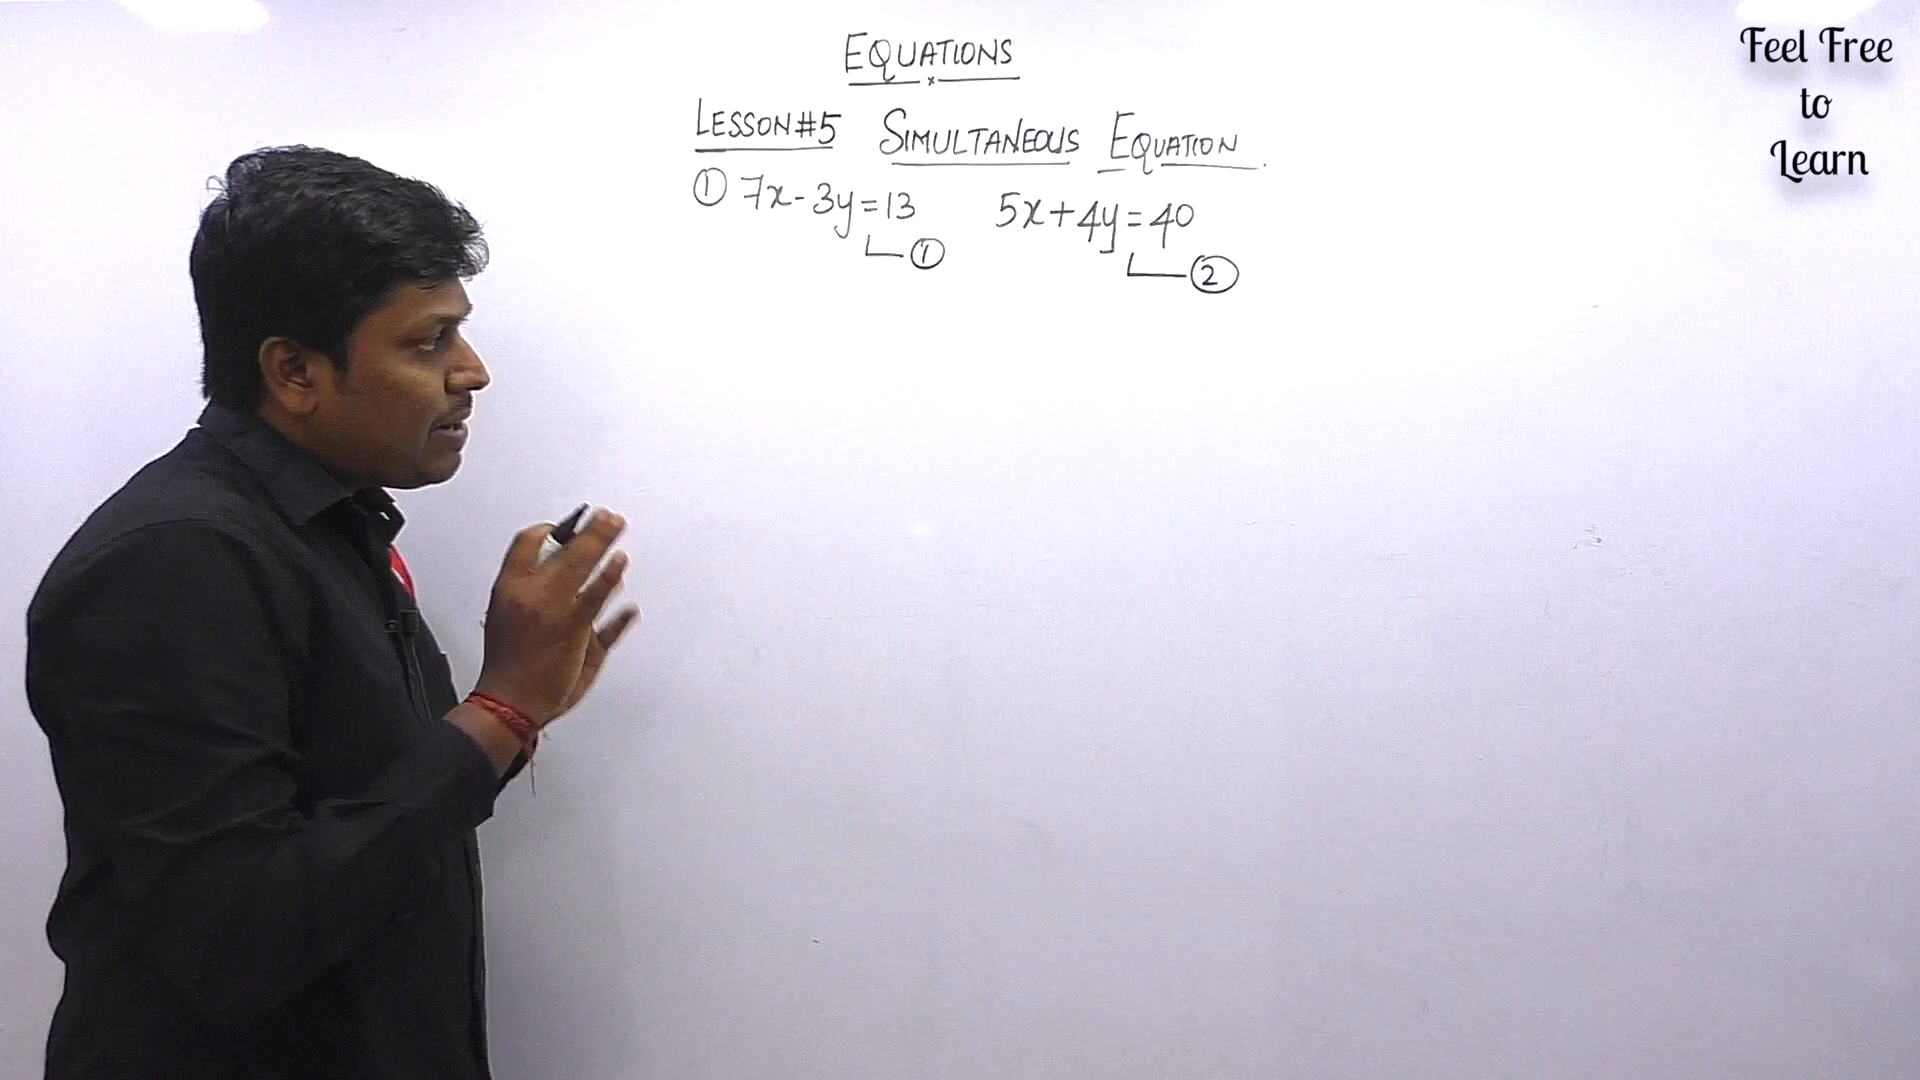 EQUATIONS
LESSON#5 SIMULTANEOUS EQUATION.
① 7x-3y=13 5x+4y=40
① ②
Feel Free
to
Learn